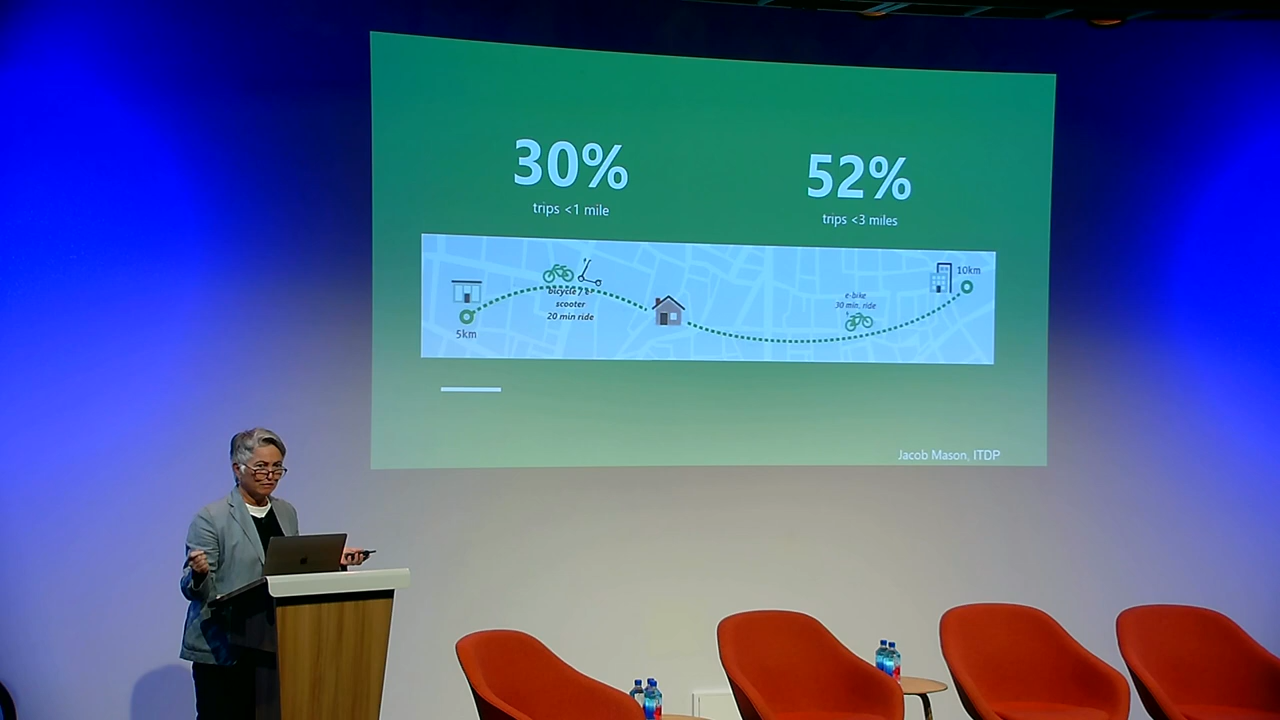 30%
trips <1 mile
52%
trips <3 miles
5km
bicycle / e-
scooter
20 min ride
e-bike
30 min. ride
10km
Jacob Mason, ITDP